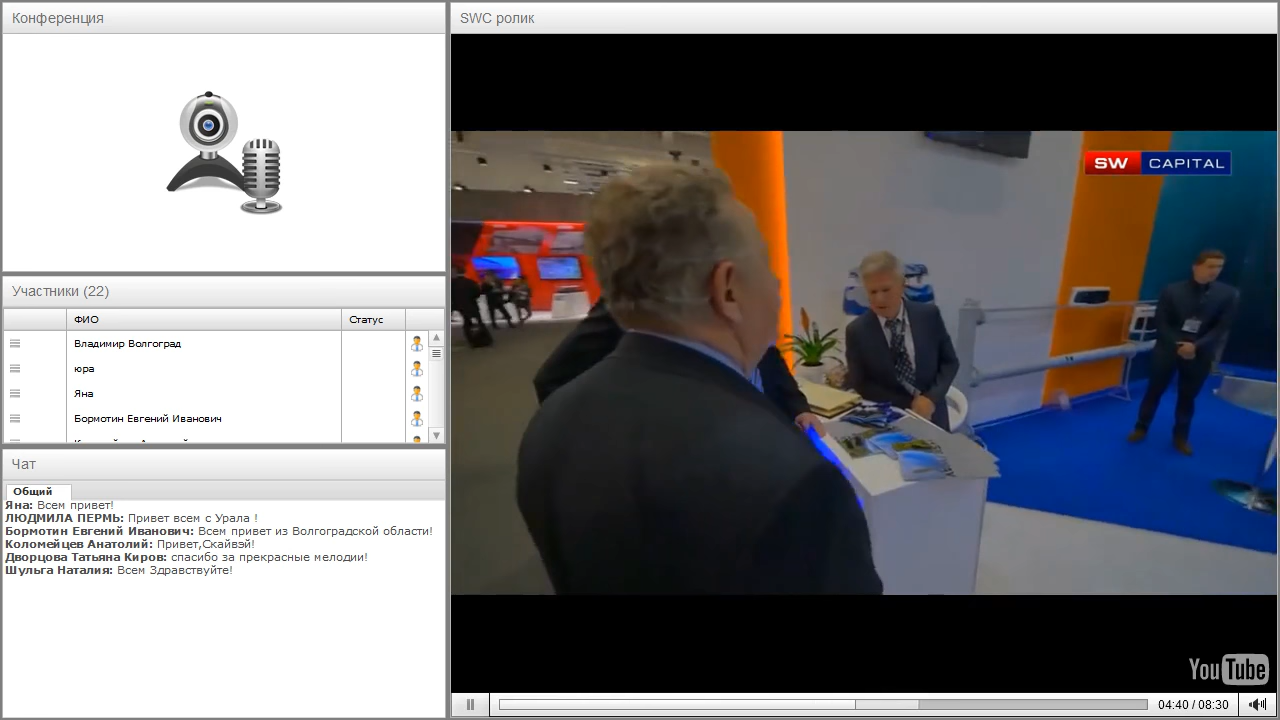 Конференция
SWC ролик
SW CAPITAL
Участники (22)
ФИО
Статус
Владимир Волгоград
юра
Яна
Бормотин Евгений Иванович
Чат
Общий
Яна: Всем привет!
ЛЮДМИЛА ПЕРМЬ: Привет всем с Урала !
Бормотин Евгений Иванович: Всем привет из Волгоградской области!
Коломейцев Анатолий: Привет,Скайвэй!
Дворцова Татьяна Киров: спасибо за прекрасные мелодии!
Шульга Наталия: Всем Здравствуйте!
YouTube
04:40 / 08:30